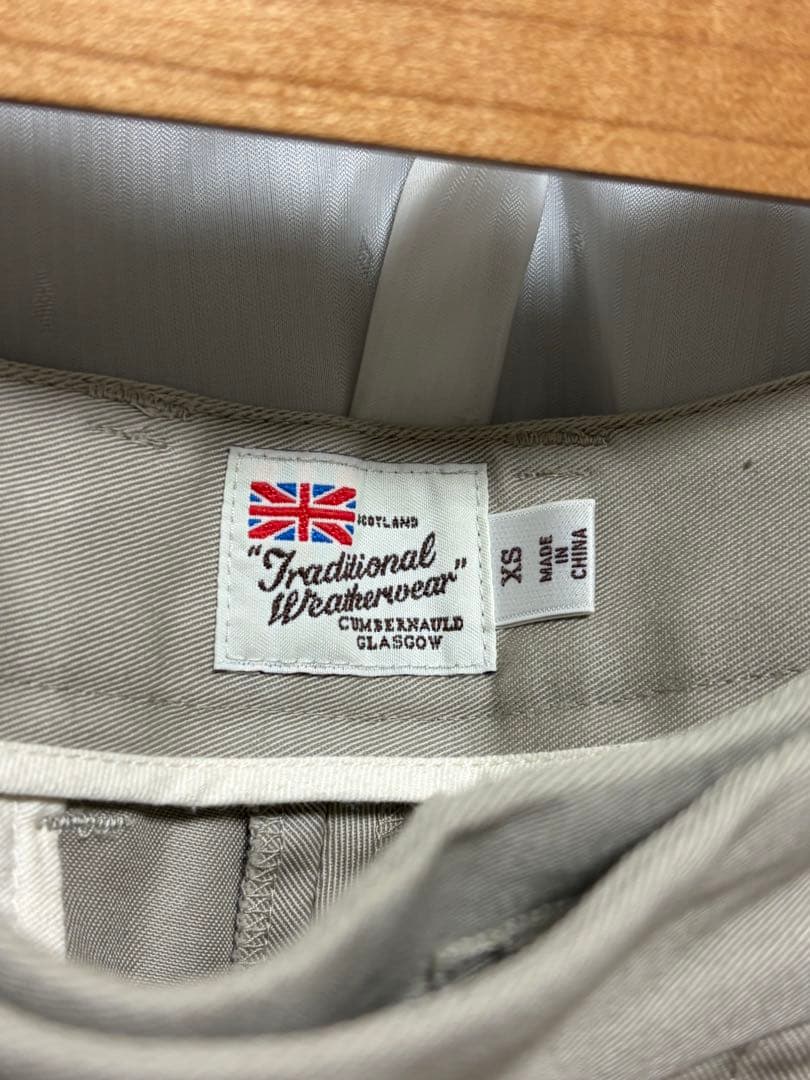 SCOTLAND
"Traditional
Weatherwear"
CUMBERNAULD
GLASGOW
XS
MADE
IN
CHINA